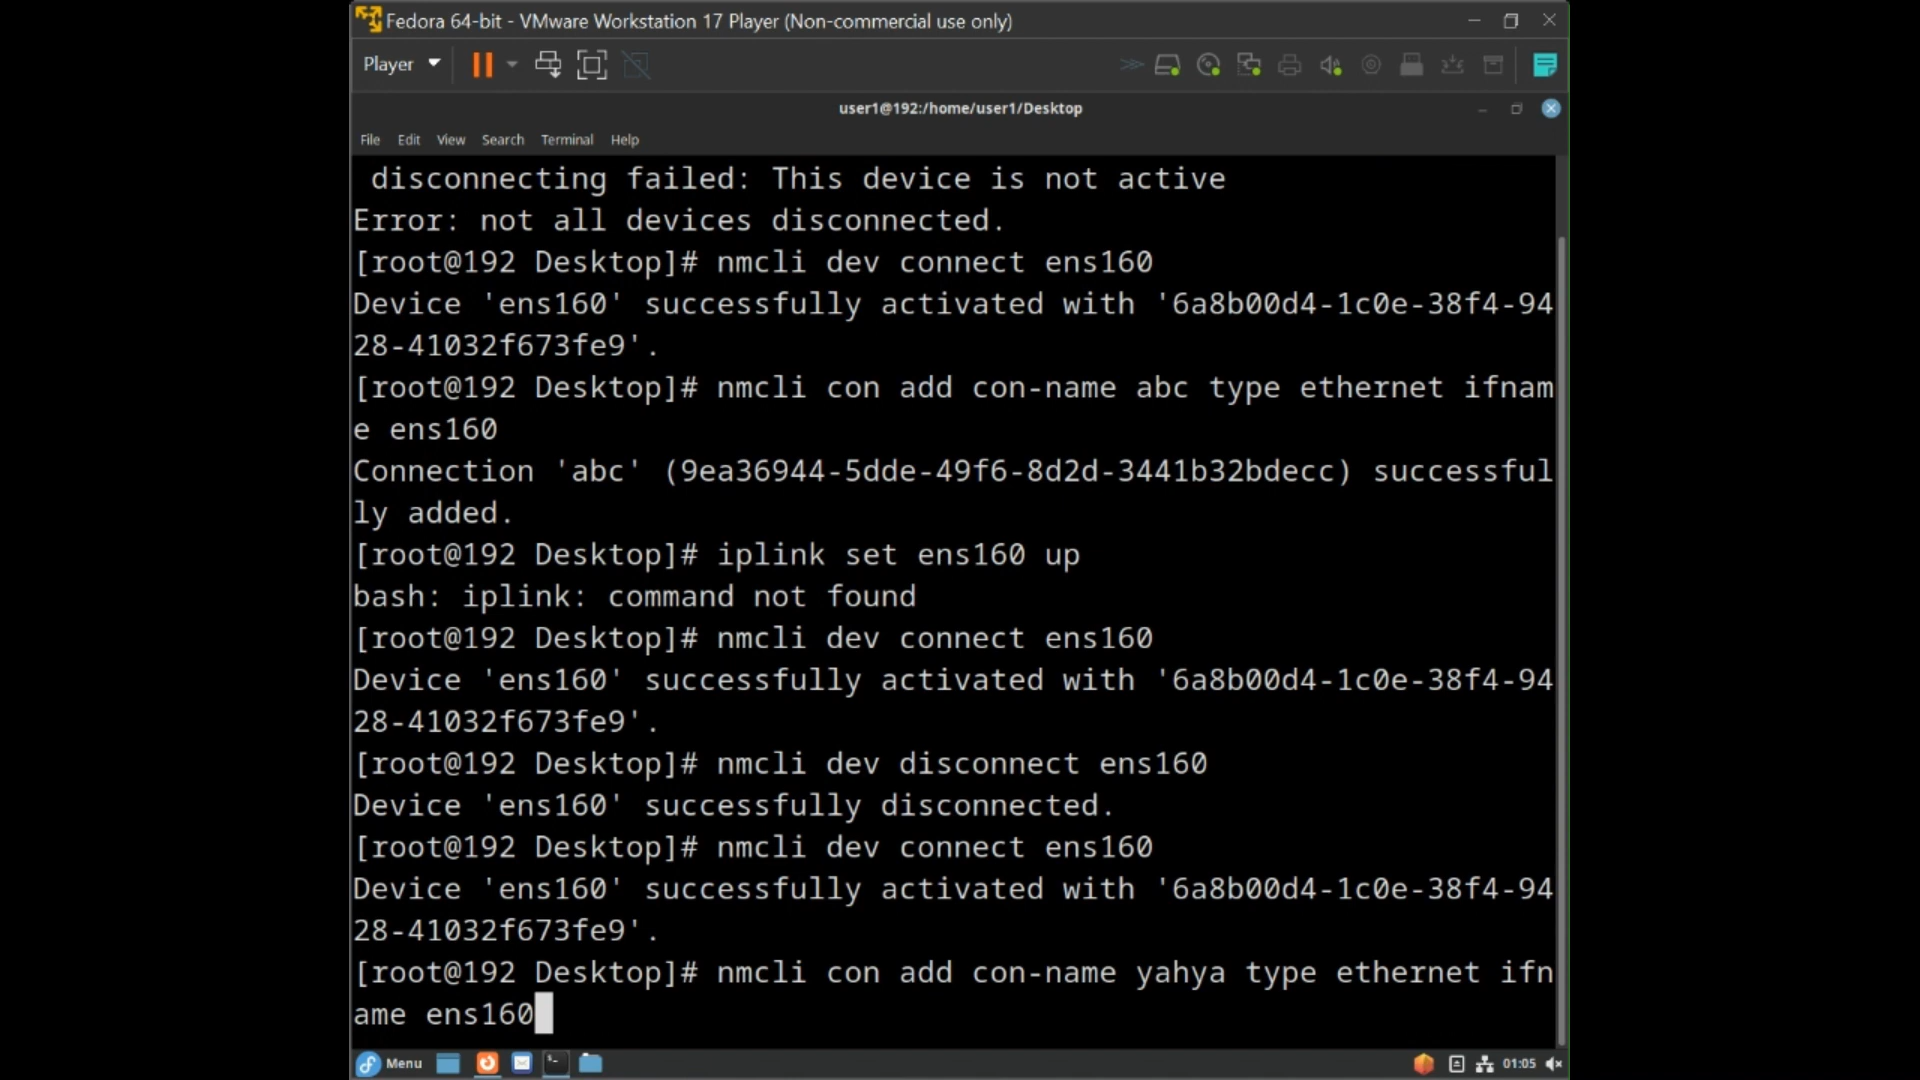 Fedora 64-bit - VMware Workstation 17 Player (Non-commercial use only)
Player
user1@192:/home/user1/Desktop
File Edit View Search Terminal Help
disconnecting failed: This device is not active
Error: not all devices disconnected.
[root@192 Desktop]# nmcli dev connect ens160
Device 'ens160' successfully activated with '6a8b00d4-1c0e-38f4-94
28-41032f673fe9'.
[root@192 Desktop]# nmcli con add con-name abc type ethernet ifnam
e ens160
Connection 'abc' (9ea36944-5dde-49f6-8d2d-3441b32bdecc) successful
ly added.
[root@192 Desktop]# iplink set ens160 up
bash: iplink: command not found
[root@192 Desktop]# nmcli dev connect ens160
Device 'ens160' successfully activated with '6a8b00d4-1c0e-38f4-94
28-41032f673fe9'.
[root@192 Desktop]# nmcli dev disconnect ens160
Device 'ens160' successfully disconnected.
[root@192 Desktop]# nmcli dev connect ens160
Device 'ens160' successfully activated with '6a8b00d4-1c0e-38f4-94
28-41032f673fe9'.
[root@192 Desktop]# nmcli con add con-name yahya type ethernet ifn
ame ens160
Menu 01:05